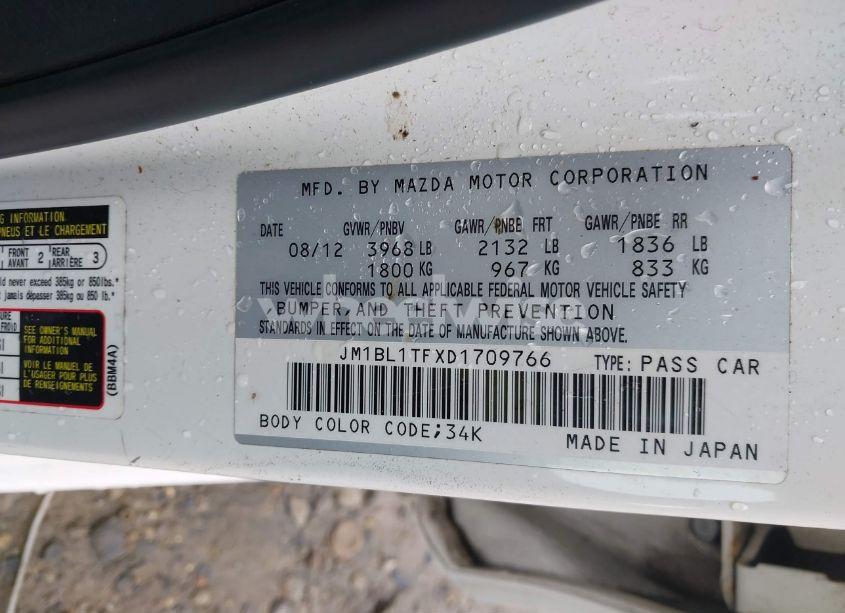 G INFORMATION
PNEUS ET LE CHARGEMENT
FRONT AVANT 2 REAR ARRIÈRE 3
ld never exceed 385kg or 850lbs."
t jamais dépasser 385kg ou 850 lb."
SEE OWNER'S MANUAL
FOR ADDITIONAL
INFORMATION
VOIR LE MANUEL DE
L'USAGER POUR PLUS
DE RENSEIGNEMENTS
(BBM4A)
MFD. BY MAZDA MOTOR CORPORATION
DATE GVWR/PNBV GAWR/PNBE FRT GAWR/PNBE RR
08/12 3968 LB 2132 LB 1836 LB
1800 KG 967 KG 833 KG
THIS VEHICLE CONFORMS TO ALL APPLICABLE FEDERAL MOTOR VEHICLE SAFETY
,BUMPER,AND THEFT PREVENTION
STANDARDS IN EFFECT ON THE DATE OF MANUFACTURE SHOWN ABOVE.
JM1BL1TFXD1709766 TYPE: PASS CAR
BODY COLOR CODE;34K
MADE IN JAPAN